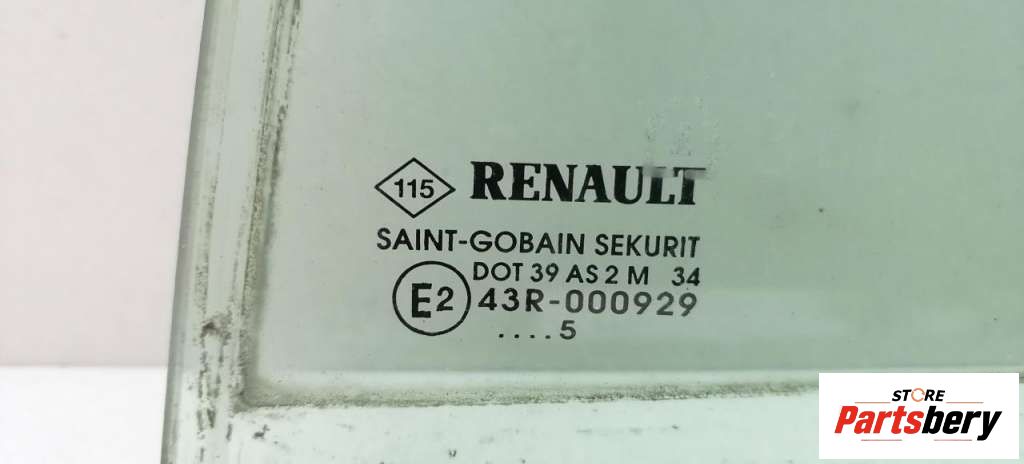 115 RENAULT
SAINT-GOBAIN SEKURIT
DOT 39 AS 2 M 34
E2 43R-000929
....5
STORE
Partsbery